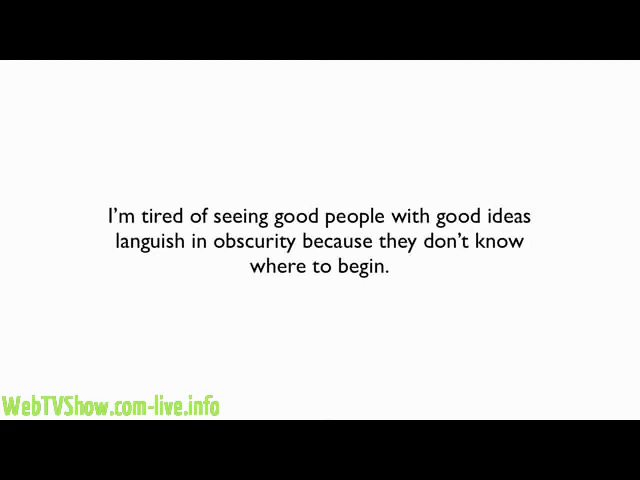 I'm tired of seeing good people with good ideas
languish in obscurity because they don't know
where to begin.
WebTVShow.com-live.info